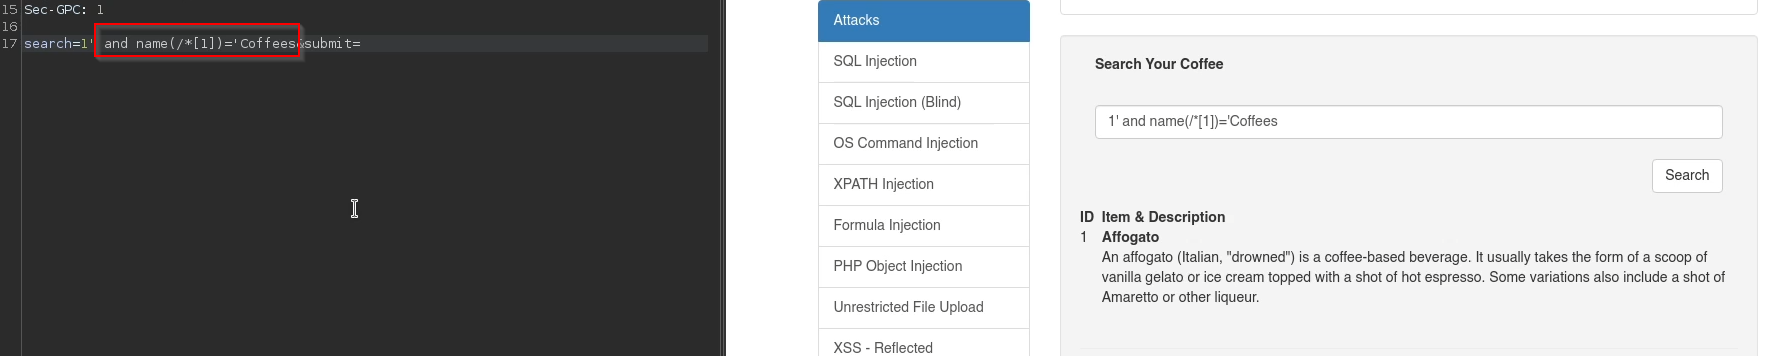 15 Sec-GPC: 1
16
17 search=1' and name(/*[1])='Coffees&submit=
Attacks
SQL Injection
SQL Injection (Blind)
OS Command Injection
XPATH Injection
Formula Injection
PHP Object Injection
Unrestricted File Upload
XSS - Reflected
Search Your Coffee
1' and name(/*[1])='Coffees
Search
ID Item & Description
1 Affogato
An affogato (Italian, "drowned") is a coffee-based beverage. It usually takes the form of a scoop of
vanilla gelato or ice cream topped with a shot of hot espresso. Some variations also include a shot of
Amaretto or other liqueur.